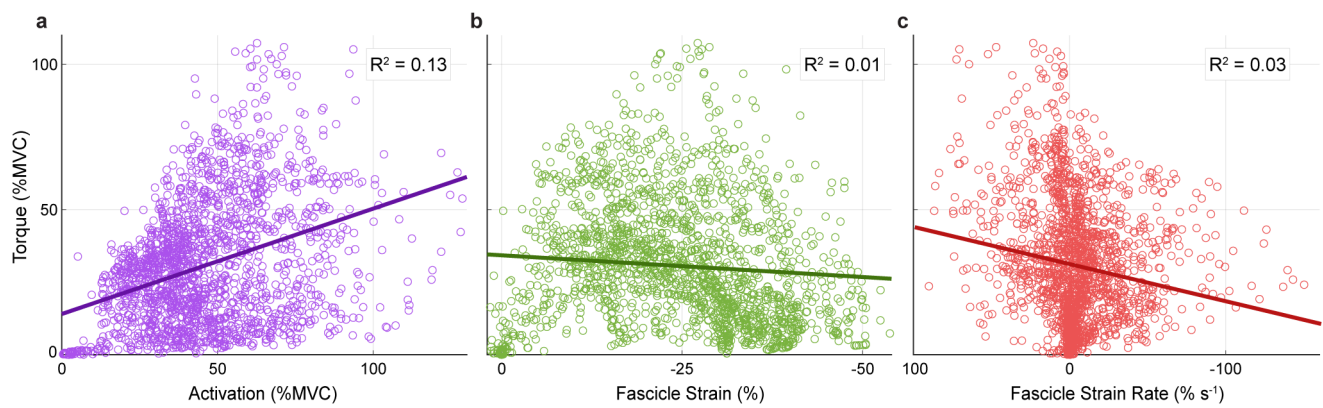 a
b
c
R² = 0.13
R² = 0.01
R² = 0.03
Torque (%MVC)
100
50
0
0 50 100
0 -25 -50
100 0 -100
Activation (%MVC)
Fascicle Strain (%)
Fascicle Strain Rate (% s⁻¹)